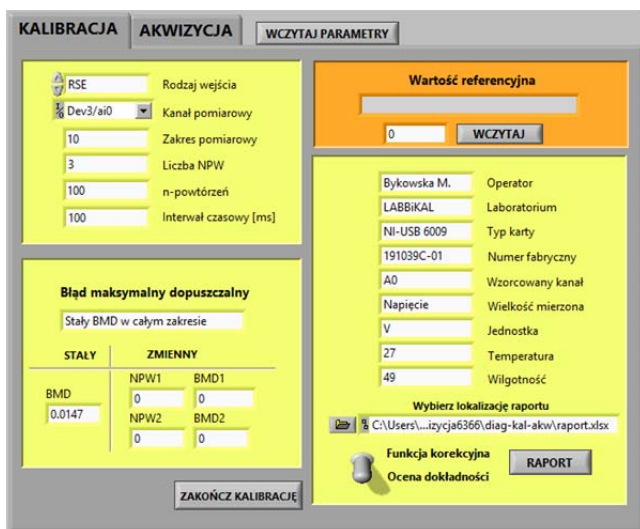 KALIBRACJA
AKWIZYCJA
WCZYTAJ PARAMETRY
RSE Rodzaj wejścia
Dev3/ai0 Kanał pomiarowy
10 Zakres pomiarowy
3 Liczba NPW
100 n-powtórzeń
100 Interwał czasowy [ms]
Błąd maksymalny dopuszczalny
Stały BMD w całym zakresie
STAŁY ZMIENNY
NPW1 BMD1
BMD 0 0
0.0147 NPW2 BMD2
0 0
ZAKOŃCZ KALIBRACJĘ
Wartość referencyjna
0 WCZYTAJ
Bykowska M. Operator
LABBiKAL Laboratorium
NI-USB 6009 Typ karty
191039C-01 Numer fabryczny
A0 Wzorcowany kanał
Napięcie Wielkość mierzona
V Jednostka
27 Temperatura
49 Wilgotność
Wybierz lokalizację raportu
C:\Users\...izycja6366\diag-kal-akw\raport.xlsx
Funkcja korekcyjna
Ocena dokładności
RAPORT